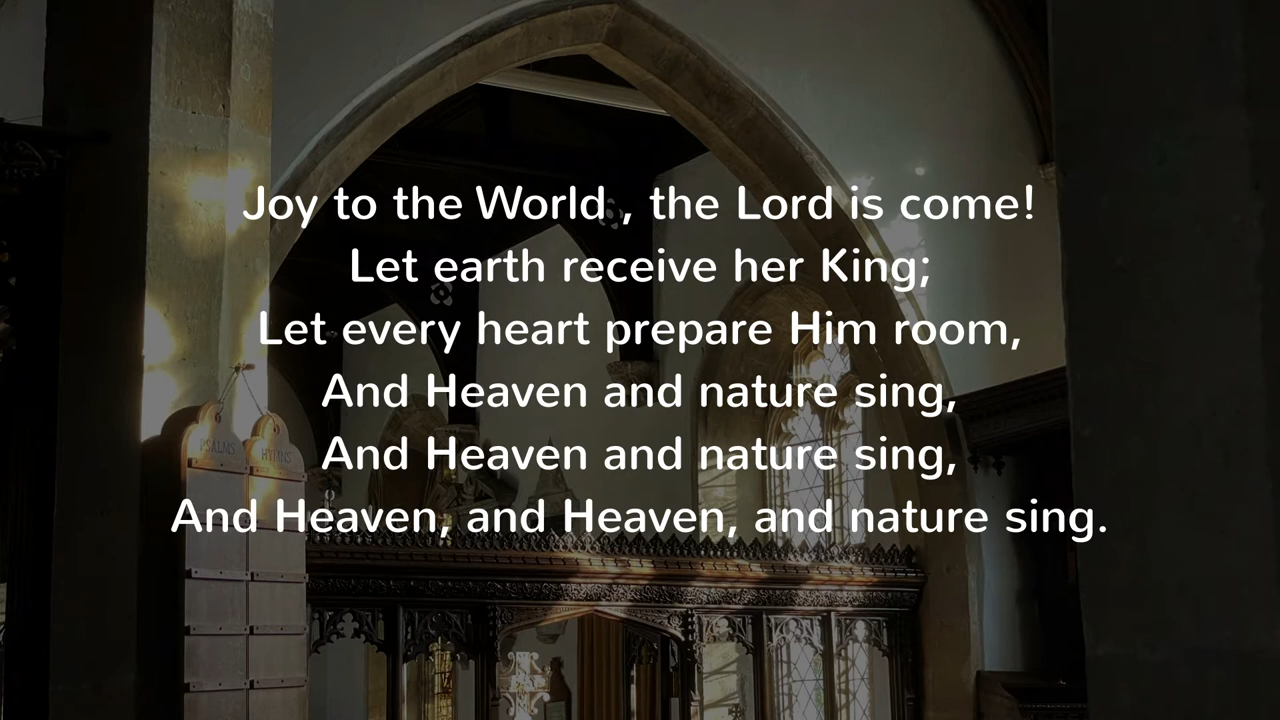 Joy to the World , the Lord is come!
Let earth receive her King;
Let every heart prepare Him room,
And Heaven and nature sing,
And Heaven and nature sing,
And Heaven, and Heaven, and nature sing.
PSALMS
HYMNS